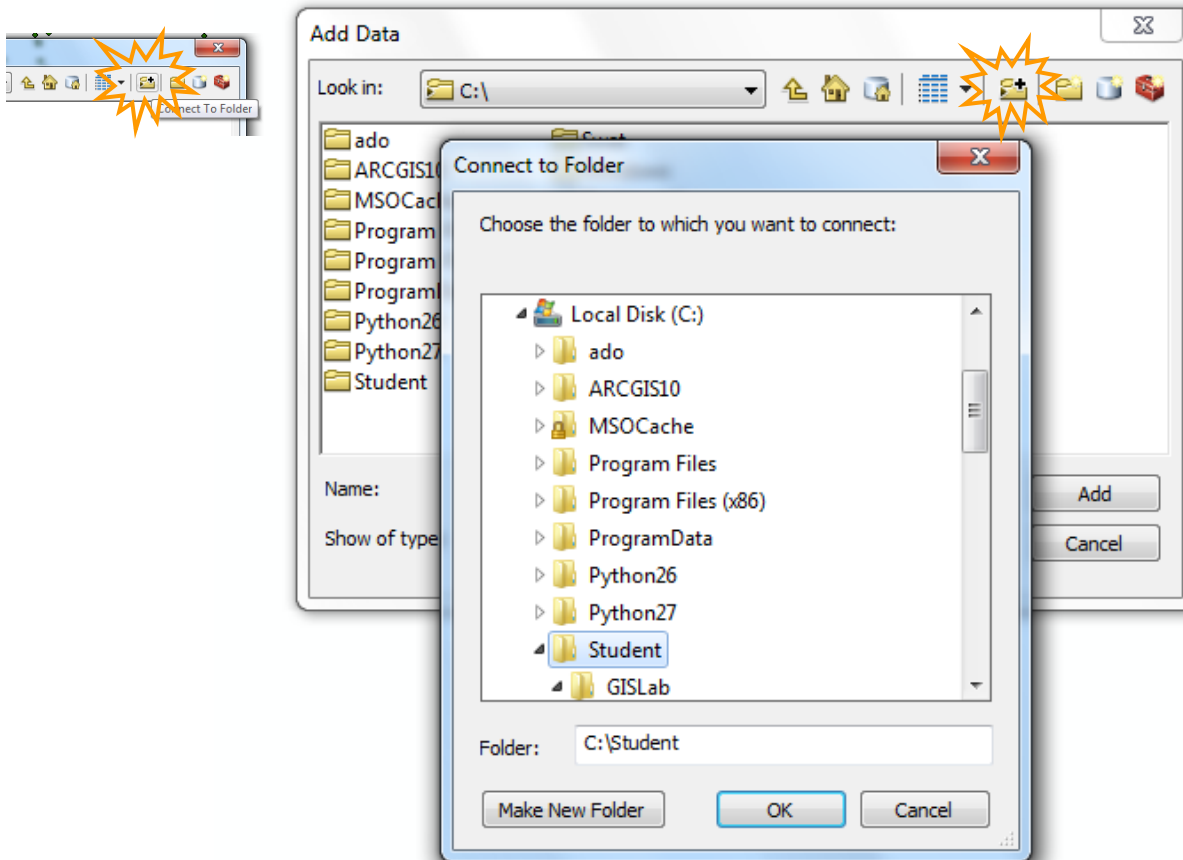 Connect To Folder
Add Data
Look in:
C:\
ado
ARCGIS10
MSOCac
Program
Program
Program
Python26
Python27
Student
Connect to Folder
Choose the folder to which you want to connect:
Local Disk (C:)
ado
ARCGIS10
MSOCache
Program Files
Program Files (x86)
ProgramData
Python26
Python27
Student
GISLab
Name:
Show of type
Add
Cancel
Folder:
C:\Student
Make New Folder
OK
Cancel